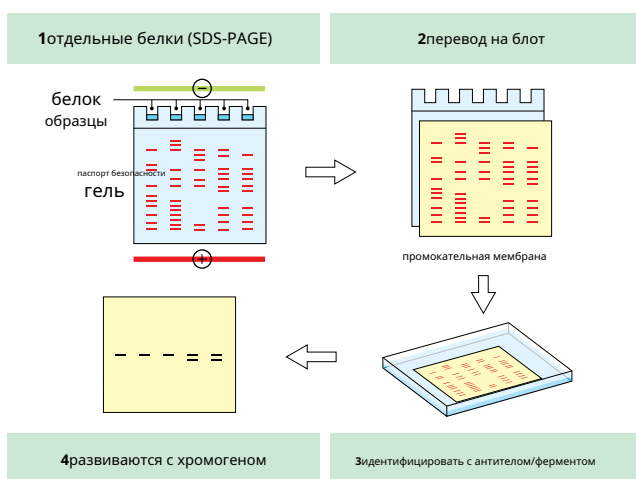 1отдельные белки (SDS-PAGE)
2перевод на блот
−
белок
образцы
паспорт безопасности
гель
+
промокательная мембрана
4развиваются с хромогеном
3идентифицировать с антителом/ферментом